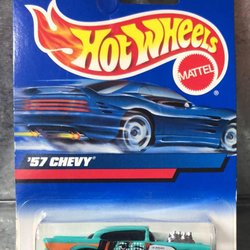 Hot Wheels
MATTEL
®
'57 CHEVY